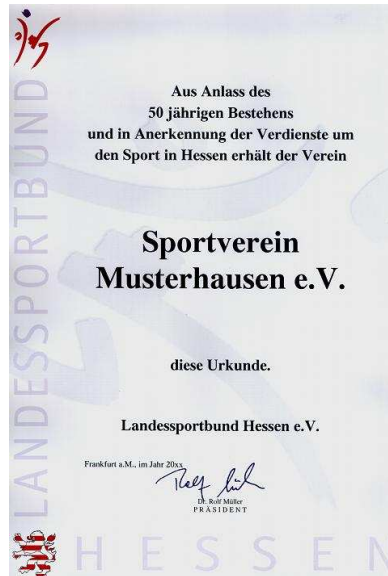 LANDESSPORTBUND
HESSEN
Aus Anlass des
50 jährigen Bestehens
und in Anerkennung der Verdienste um
den Sport in Hessen erhält der Verein
Sportverein
Musterhausen e.V.
diese Urkunde.
Landessportbund Hessen e.V.
Frankfurt a.M., im Jahr 20xx
Dr. Rolf Müller
PRÄSIDENT